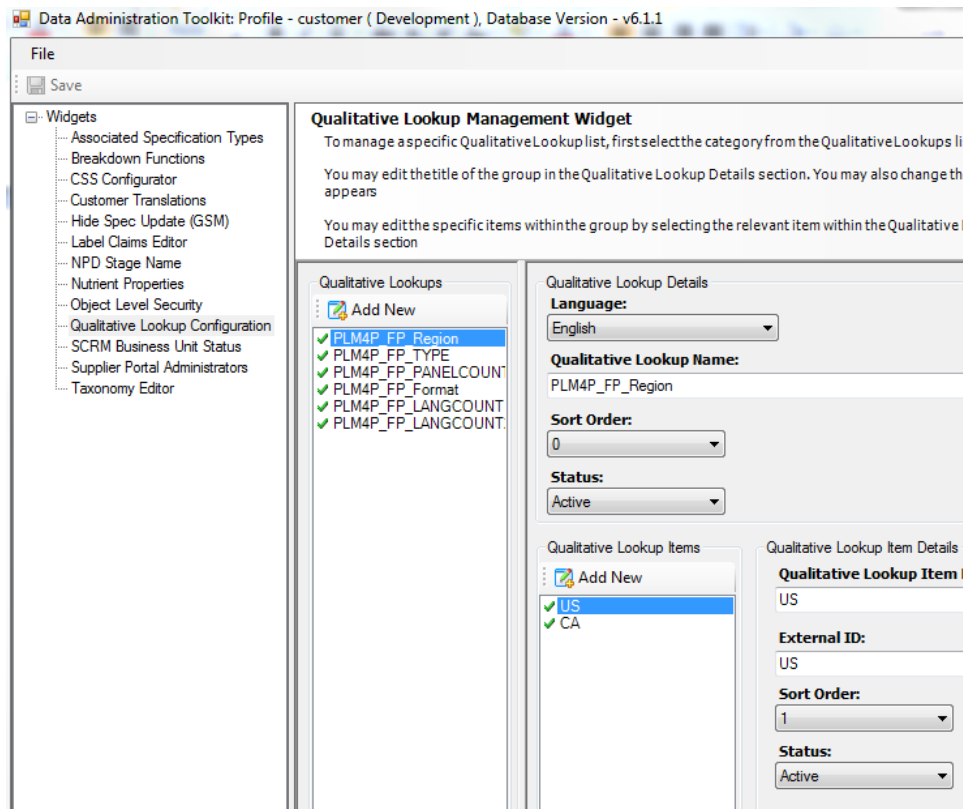 Data Administration Toolkit: Profile - customer ( Development ), Database Version - v6.1.1
File
Save
Widgets
Associated Specification Types
Breakdown Functions
CSS Configurator
Customer Translations
Hide Spec Update (GSM)
Label Claims Editor
NPD Stage Name
Nutrient Properties
Object Level Security
Qualitative Lookup Configuration
SCRM Business Unit Status
Supplier Portal Administrators
Taxonomy Editor
Qualitative Lookup Management Widget
To manage a specific Qualitative Lookup list, first select the category from the Qualitative Lookups li
You may edit the title of the group in the Qualitative Lookup Details section. You may also change th
appears
You may edit the specific items within the group by selecting the relevant item within the Qualitative
Details section
Qualitative Lookups
Add New
PLM4P_FP_Region
PLM4P_FP_TYPE
PLM4P_FP_PANELCOUNT
PLM4P_FP_Format
PLM4P_FP_LANGCOUNT
PLM4P_FP_LANGCOUNT
Qualitative Lookup Details
Language:
English
Qualitative Lookup Name:
PLM4P_FP_Region
Sort Order:
0
Status:
Active
Qualitative Lookup Items
Add New
US
CA
Qualitative Lookup Item Details
Qualitative Lookup Item
US
External ID:
US
Sort Order:
1
Status:
Active